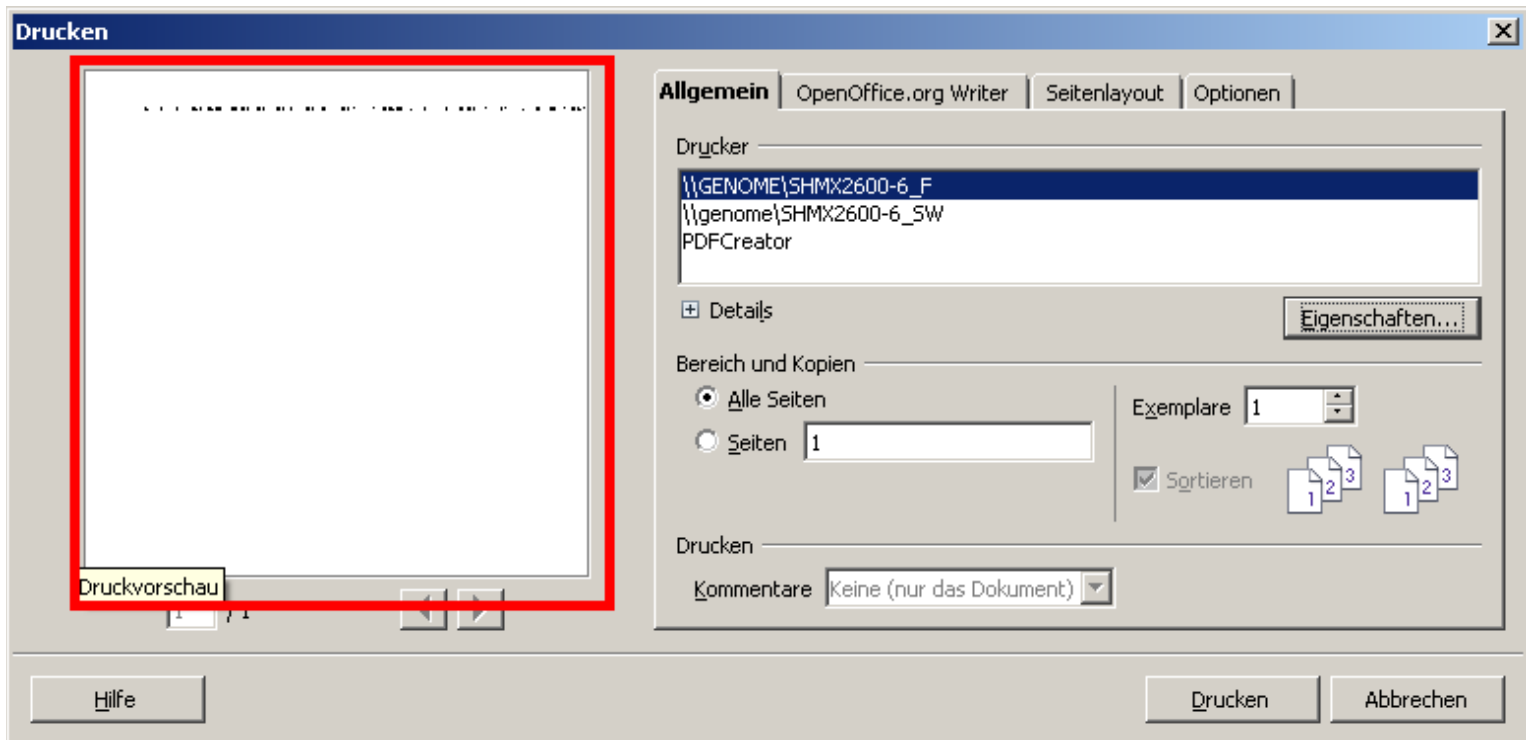 Drucken
Allgemein
OpenOffice.org Writer
Seitenlayout
Optionen
Drucker
\\GENOME\SHMX2600-6_F
\\genome\SHMX2600-6_SW
PDFCreator
Details
Eigenschaften...
Bereich und Kopien
Alle Seiten
Seiten 1
Exemplare 1
Sortieren
1 2 3 1 2 3
Drucken
Kommentare Keine (nur das Dokument)
Druckvorschau
1 / 1
Hilfe
Drucken
Abbrechen